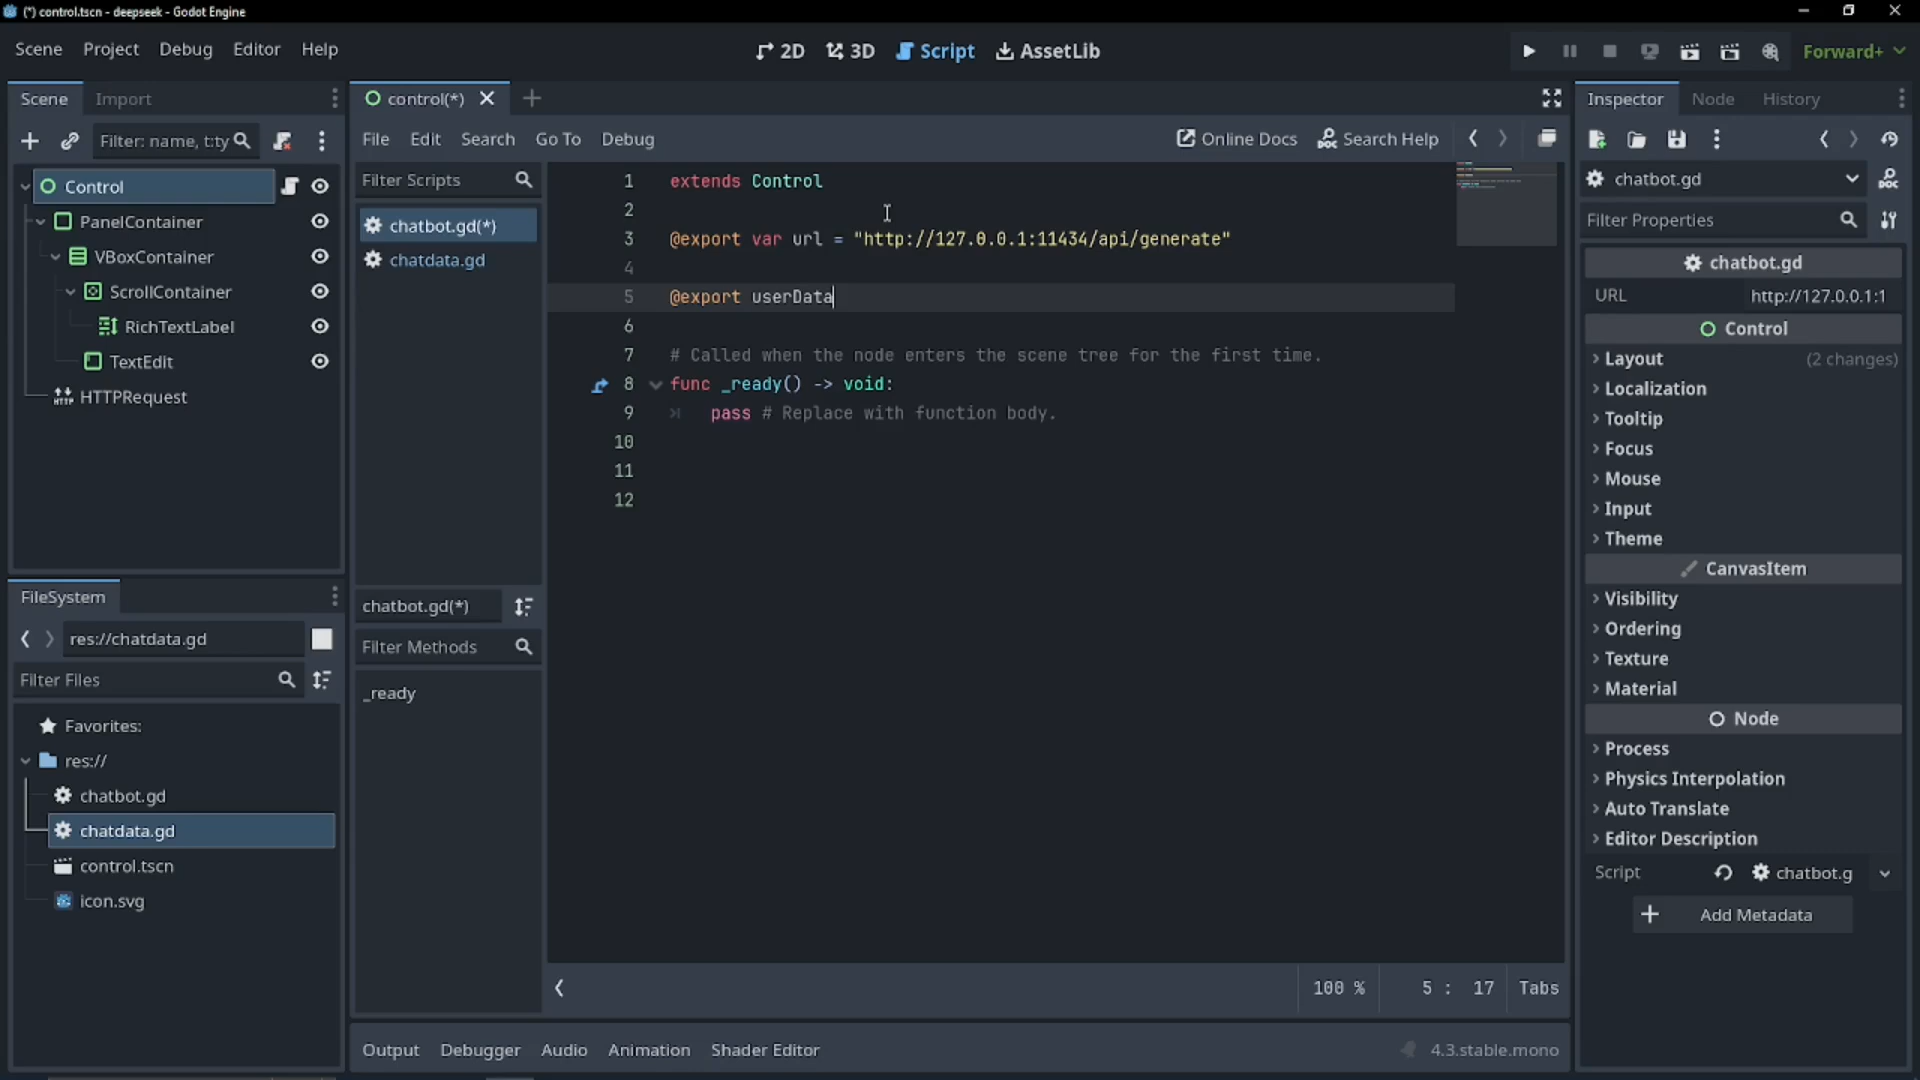 (*) control.tscn - deepseek - Godot Engine
Scene Project Debug Editor Help
2D 3D Script AssetLib
Forward+
Scene Import
control(*)
Inspector Node History
Filter: name, t:ty
File Edit Search Go To Debug
Online Docs Search Help
Control
PanelContainer
VBoxContainer
ScrollContainer
RichTextLabel
TextEdit
HTTP HTTPRequest
Filter Scripts
chatbot.gd(*)
chatdata.gd
chatbot.gd(*)
Filter Methods
_ready
1 extends Control
2
3 @export var url = "http://127.0.0.1:11434/api/generate"
4
5 @export userData
6
7 # Called when the node enters the scene tree for the first time.
8 func _ready() -> void:
9 pass # Replace with function body.
10
11
12
100 % 5 : 17 Tabs
Output Debugger Audio Animation Shader Editor
4.3.stable.mono
FileSystem
res://chatdata.gd
Filter Files
Favorites:
res://
chatbot.gd
chatdata.gd
control.tscn
icon.svg
chatbot.gd
DOC
Filter Properties
chatbot.gd
URL http://127.0.0.1:1
Control
Layout (2 changes)
Localization
Tooltip
Focus
Mouse
Input
Theme
CanvasItem
Visibility
Ordering
Texture
Material
Node
Process
Physics Interpolation
Auto Translate
Editor Description
Script chatbot.g
Add Metadata